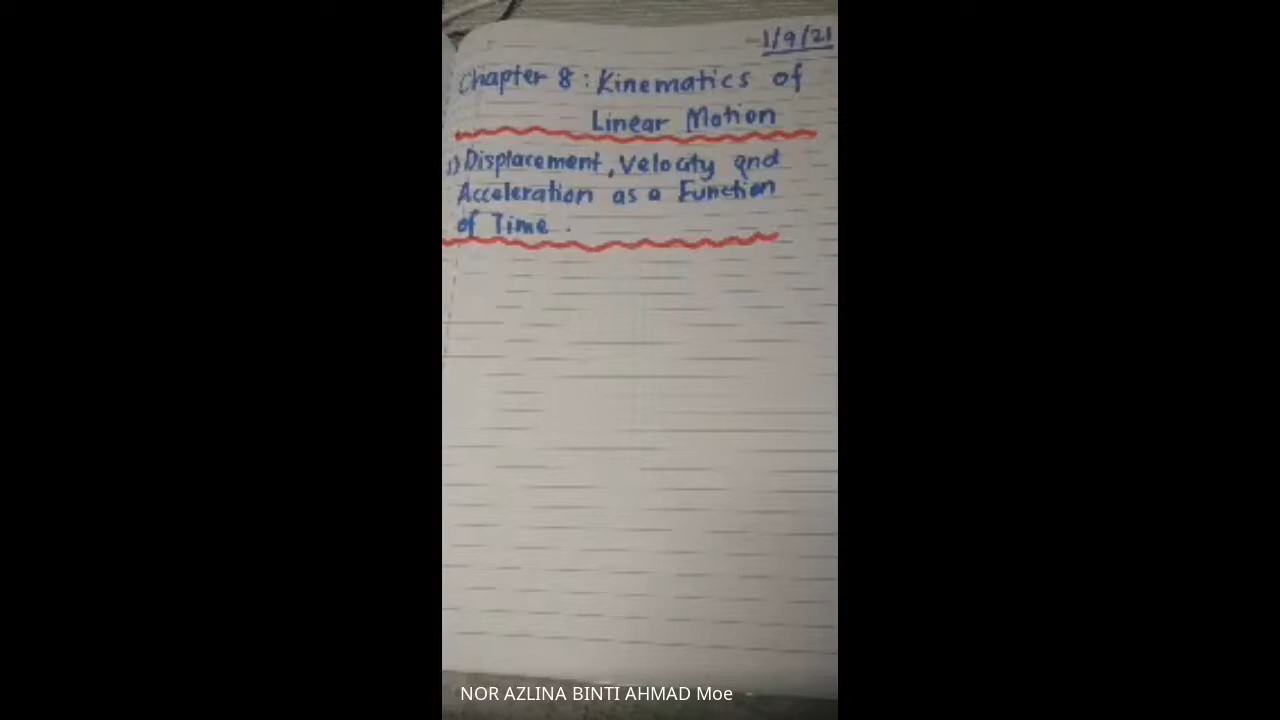 1/9/21
Chapter 8 : Kinematics of
Linear Motion
1) Displacement, Velocity and
Acceleration as a Function
of Time.
NOR AZLINA BINTI AHMAD Moe